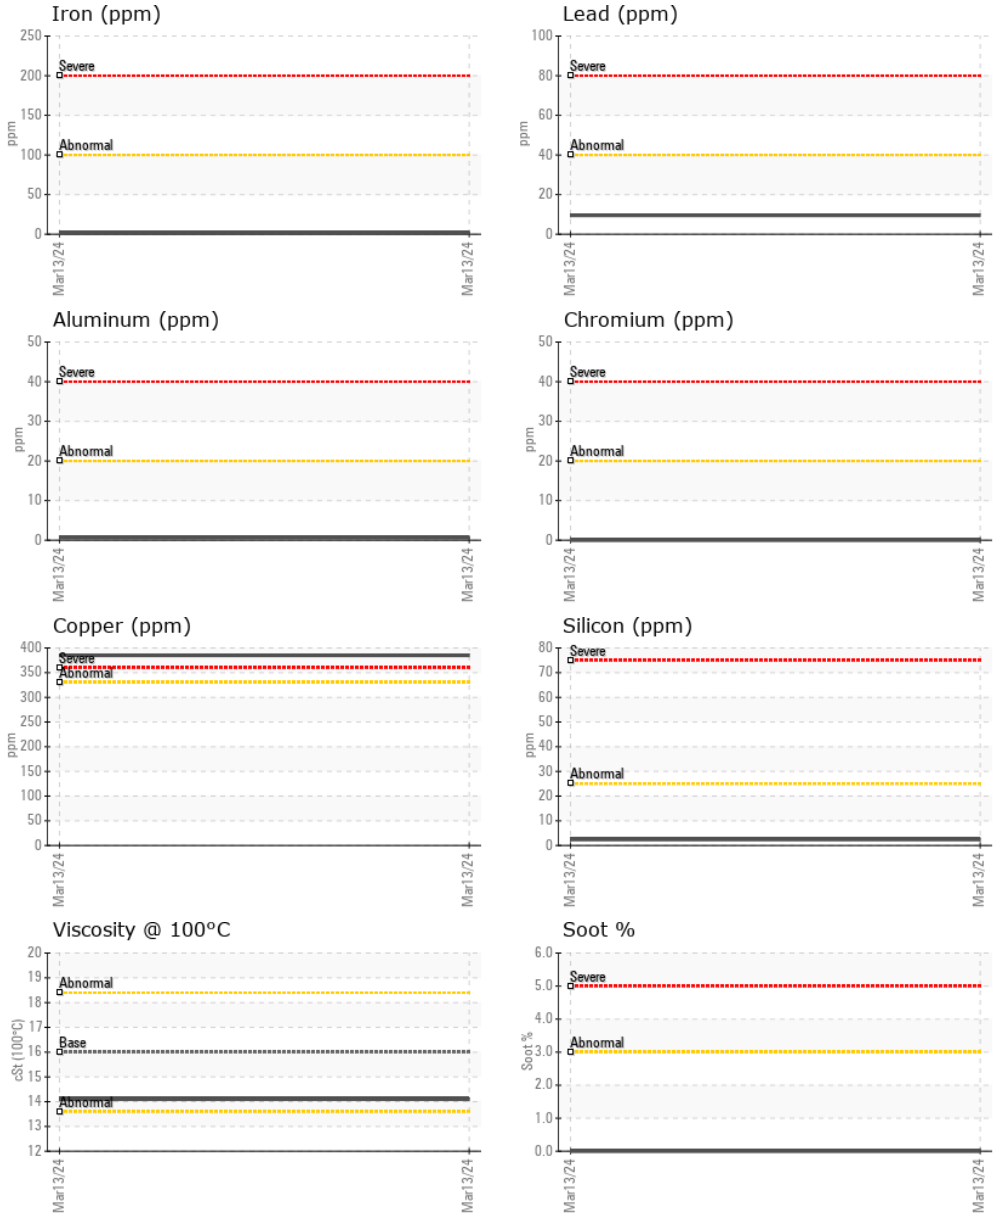 Iron (ppm)
250
200
150
100
50
0
ppm
Severe
Abnormal
Mar13/24
Mar13/24
Lead (ppm)
100
80
60
40
20
0
ppm
Severe
Abnormal
Mar13/24
Mar13/24
Aluminum (ppm)
50
40
30
20
10
0
ppm
Severe
Abnormal
Mar13/24
Mar13/24
Chromium (ppm)
50
40
30
20
10
0
ppm
Severe
Abnormal
Mar13/24
Mar13/24
Copper (ppm)
400
350
300
250
200
150
100
50
0
ppm
Severe
Abnormal
Mar13/24
Mar13/24
Silicon (ppm)
80
70
60
50
40
30
20
10
0
ppm
Severe
Abnormal
Mar13/24
Mar13/24
Viscosity @ 100°C
20
19
18
17
16
15
14
13
12
cSt (100°C)
Abnormal
Base
Abnormal
Mar13/24
Mar13/24
Soot %
6.0
5.0
4.0
3.0
2.0
1.0
0.0
Soot %
Severe
Abnormal
Mar13/24
Mar13/24